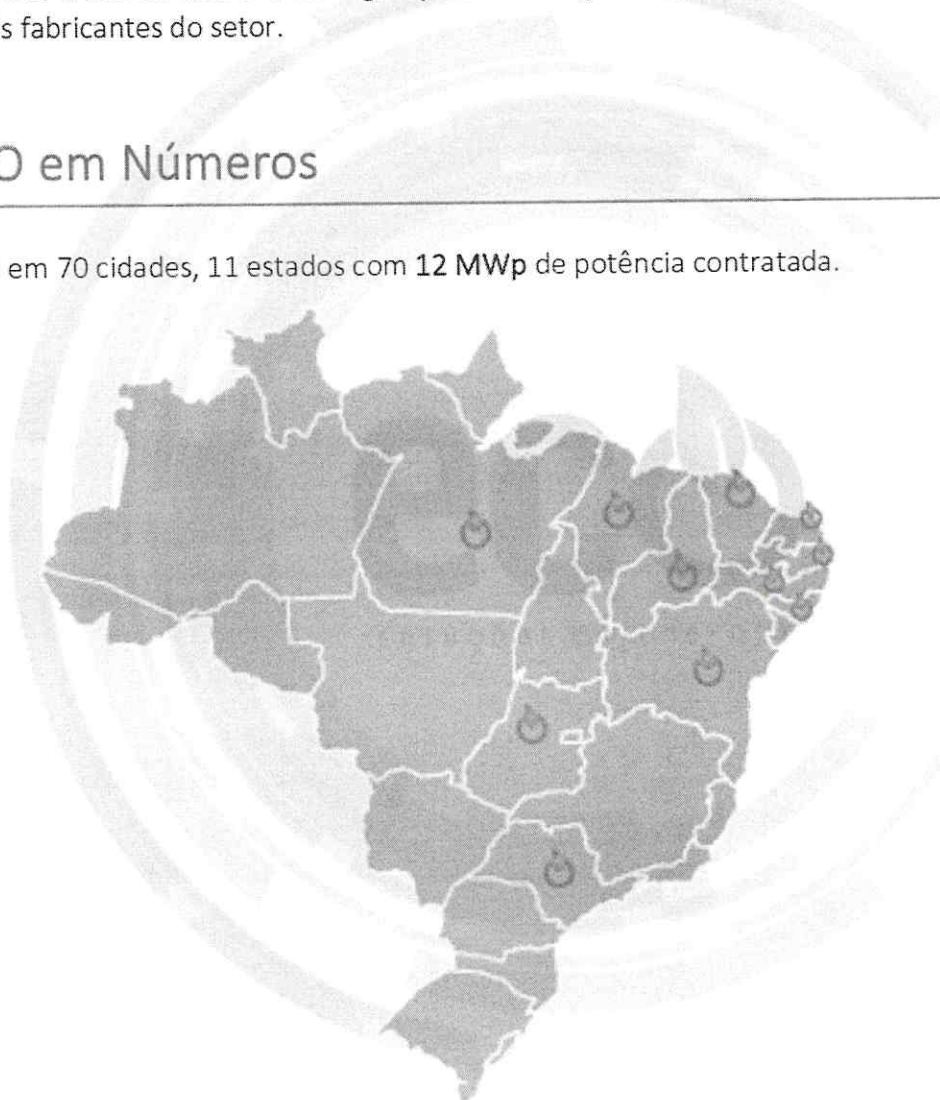 s fabricantes do setor.
O em Números
em 70 cidades, 11 estados com 12 MWp de potência contratada.